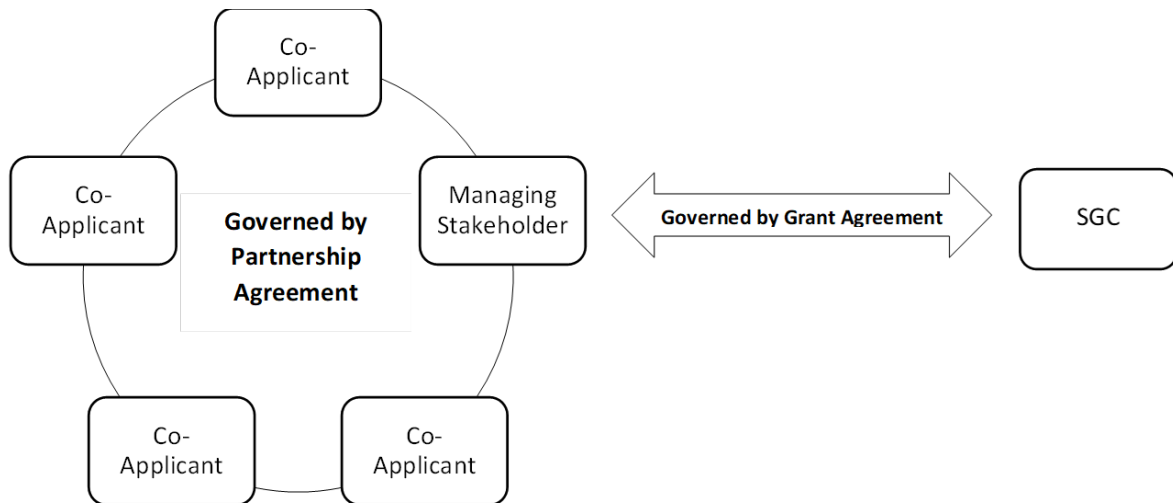 Co-
Applicant
Co-
Applicant
Governed by
Partnership
Agreement
Managing
Stakeholder
Governed by Grant Agreement
SGC
Co-
Applicant
Co-
Applicant